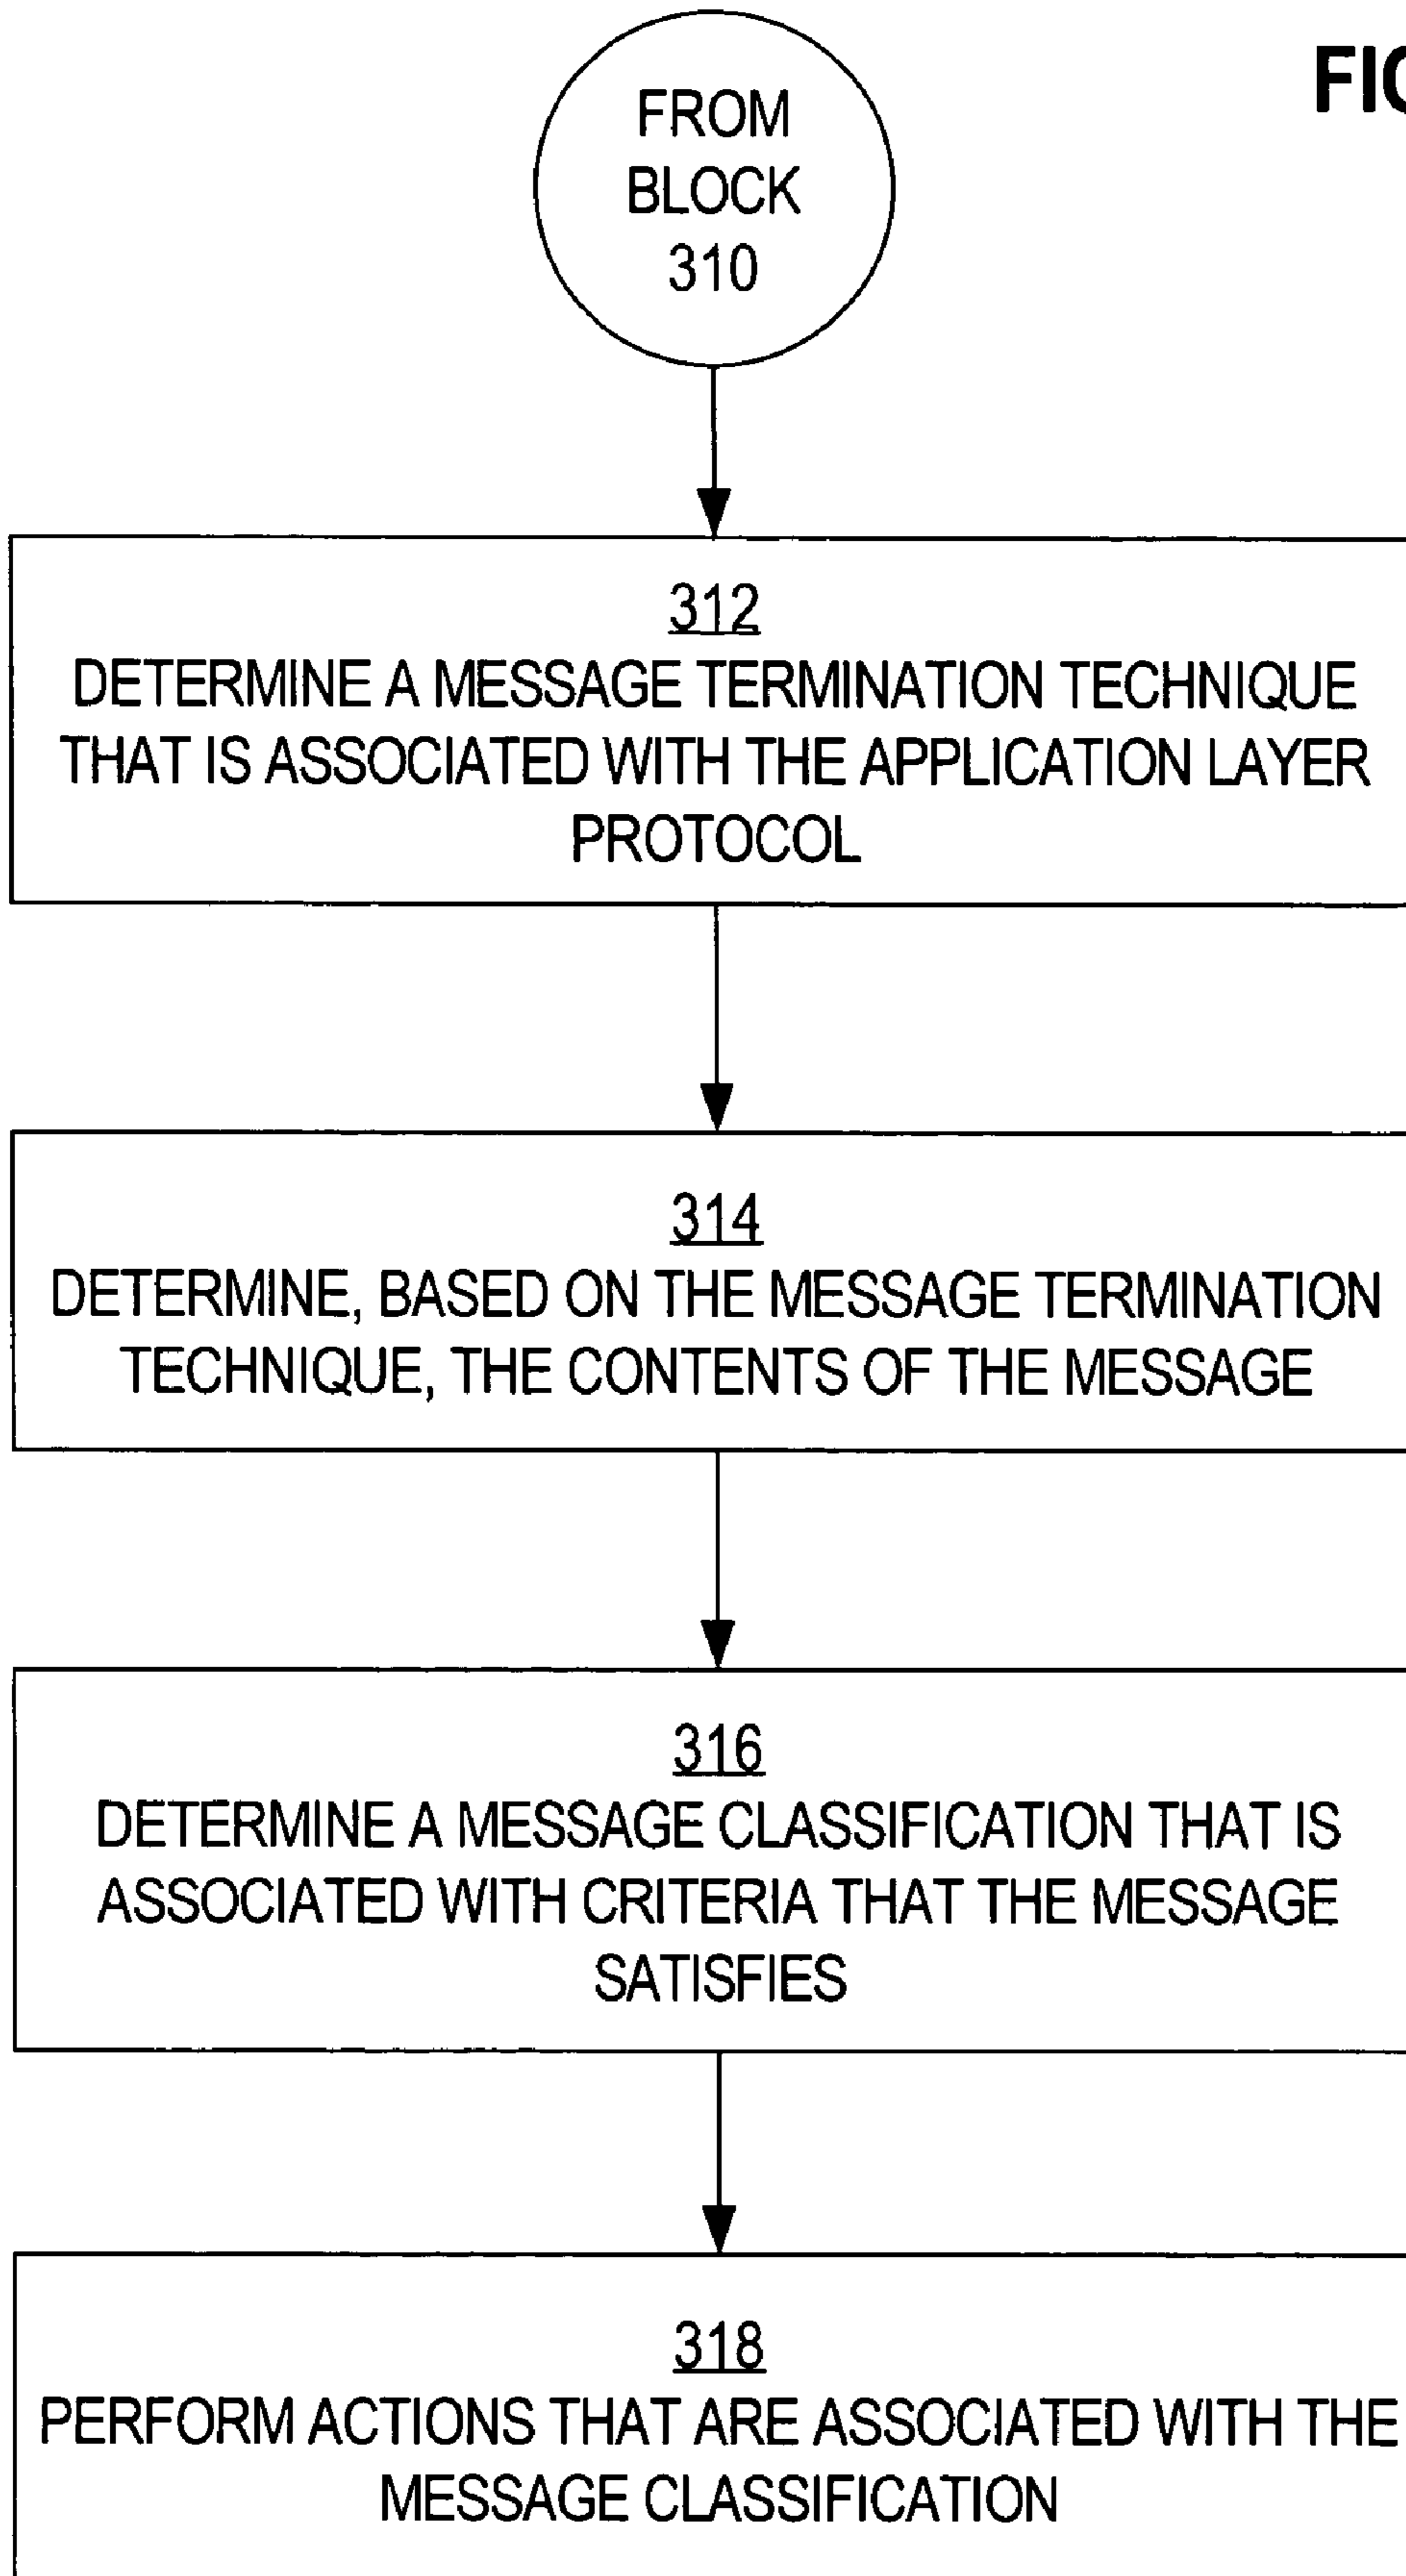 FROM
BLOCK
310
312
DETERMINE A MESSAGE TERMINATION TECHNIQUE
THAT IS ASSOCIATED WITH THE APPLICATION LAYER
PROTOCOL
314
DETERMINE, BASED ON THE MESSAGE TERMINATION
TECHNIQUE, THE CONTENTS OF THE MESSAGE
316
DETERMINE A MESSAGE CLASSIFICATION THAT IS
ASSOCIATED WITH CRITERIA THAT THE MESSAGE
SATISFIES
318
PERFORM ACTIONS THAT ARE ASSOCIATED WITH THE
MESSAGE CLASSIFICATION